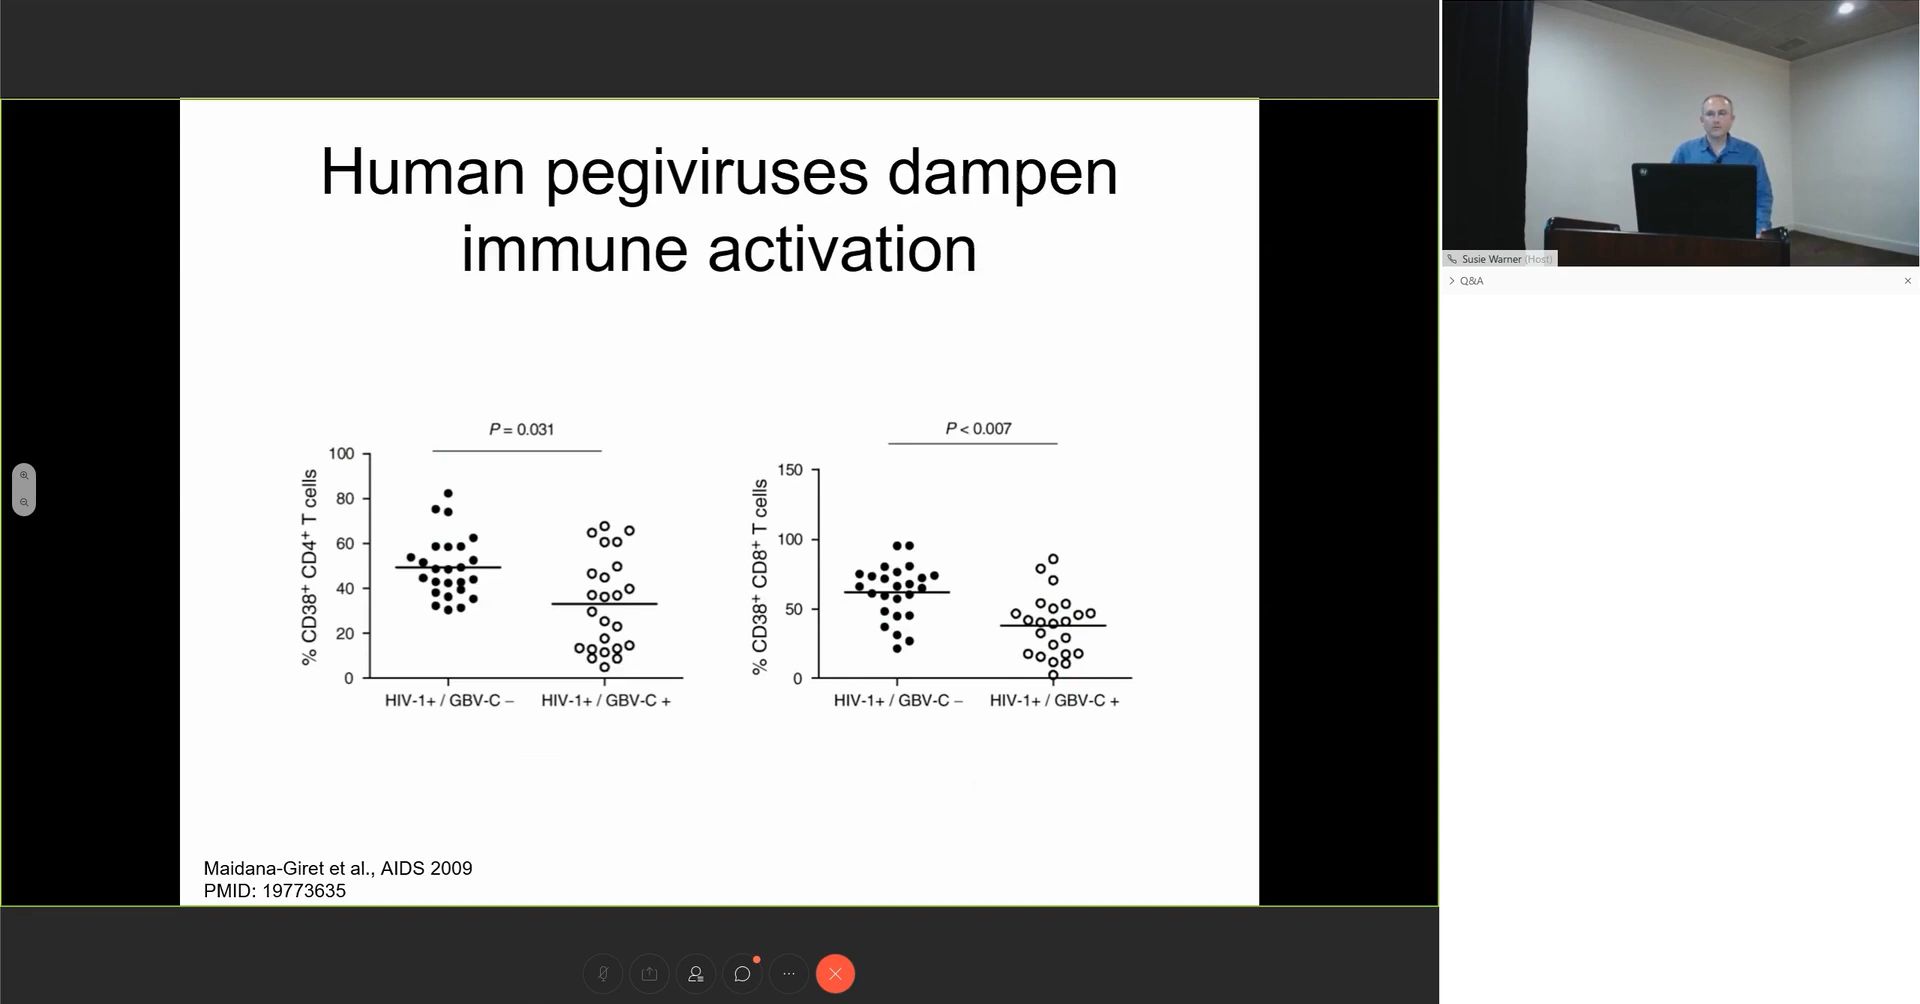 Human pegiviruses dampen
immune activation
P = 0.031
100
80
60
40
20
0
% CD38+ CD4+ T cells
HIV-1+ / GBV-C –
HIV-1+ / GBV-C +
P < 0.007
150
100
50
0
% CD38+ CD8+ T cells
HIV-1+ / GBV-C –
HIV-1+ / GBV-C +
Maidana-Giret et al., AIDS 2009
PMID: 19773635
Susie Warner (Host)
Q&A